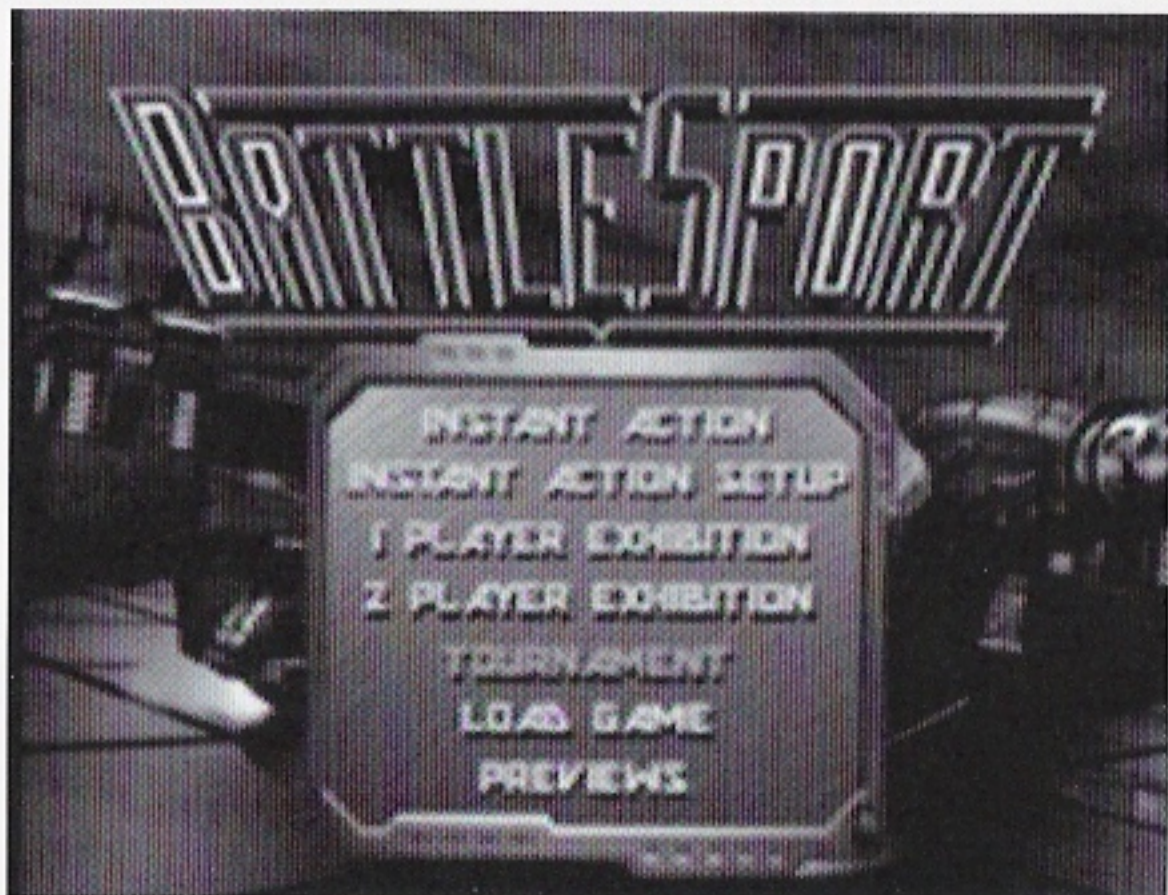 BATTLESPORT
INSTANT ACTION
INSTANT ACTION SETUP
1 PLAYER EXHIBITION
2 PLAYER EXHIBITION
TOURNAMENT
LOAD GAME
PREVIEWS